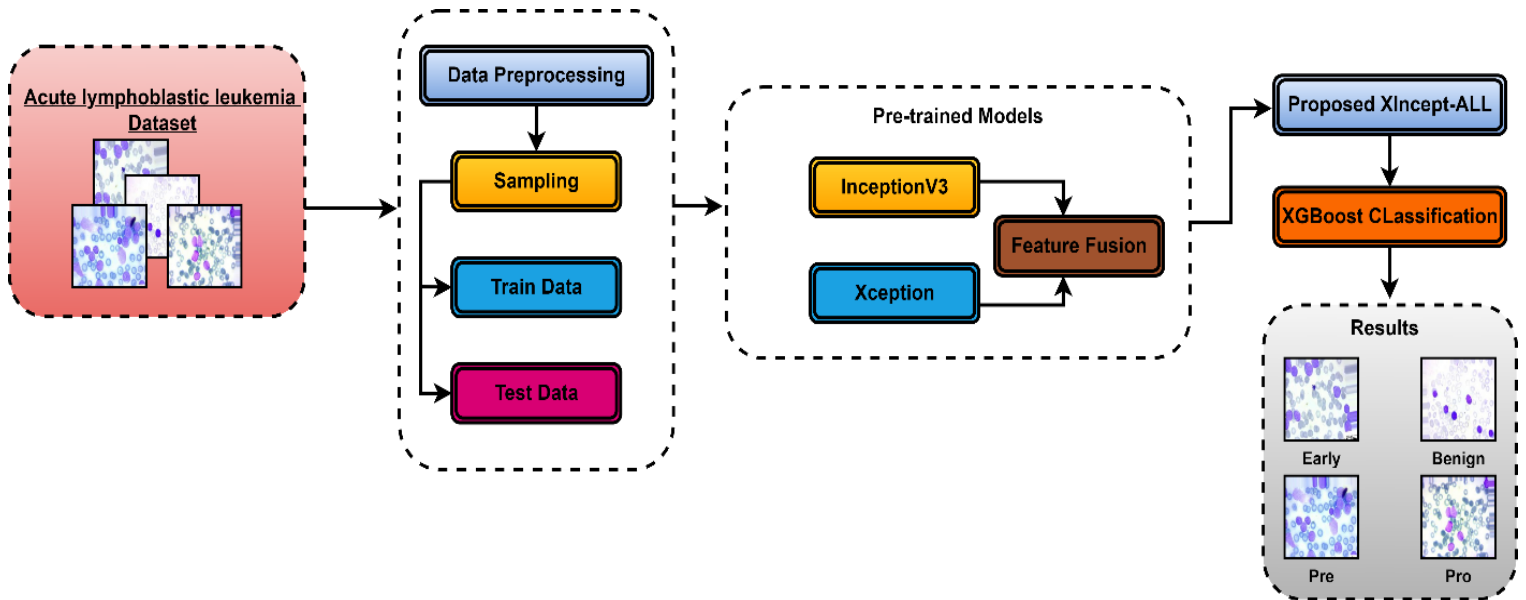 Acute lymphoblastic leukemia
Dataset
Data Preprocessing
Sampling
Train Data
Test Data
Pre-trained Models
InceptionV3
Xception
Feature Fusion
Proposed XIncept-ALL
XGBoost CLassification
Results
Early
Benign
Pre
Pro